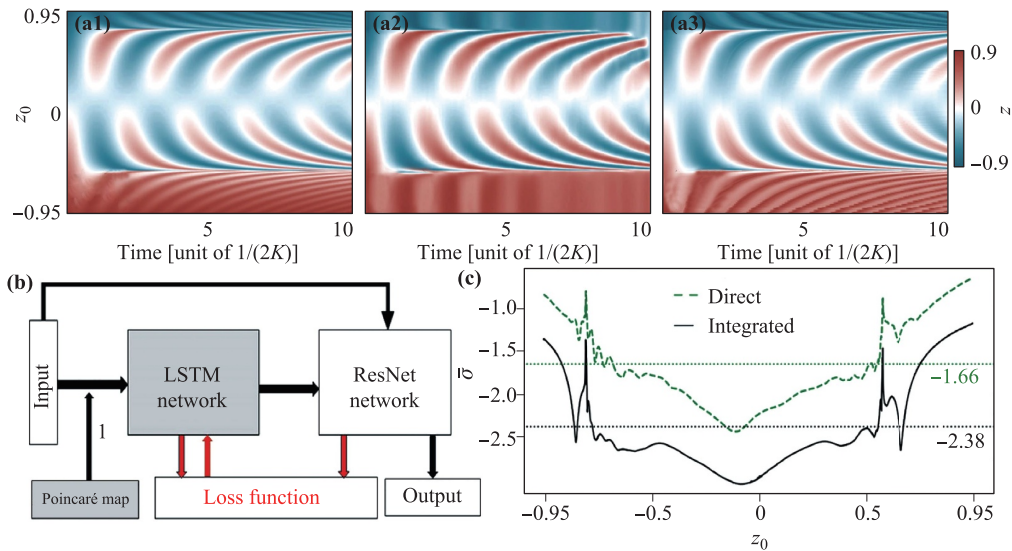 (a1)
(a2)
(a3)
0.95
0
−0.95
z0
5
10
5
10
5
10
Time [unit of 1/(2K)]
Time [unit of 1/(2K)]
Time [unit of 1/(2K)]
0.9
0
−0.9
z
(b)
Input
LSTM
network
ResNet
network
1
Poincaré map
Loss function
Output
(c)
Direct
Integrated
−1.0
−1.5
−2.0
−2.5
σ̄
−1.66
−2.38
−0.95
−0.5
0
0.5
0.95
z0